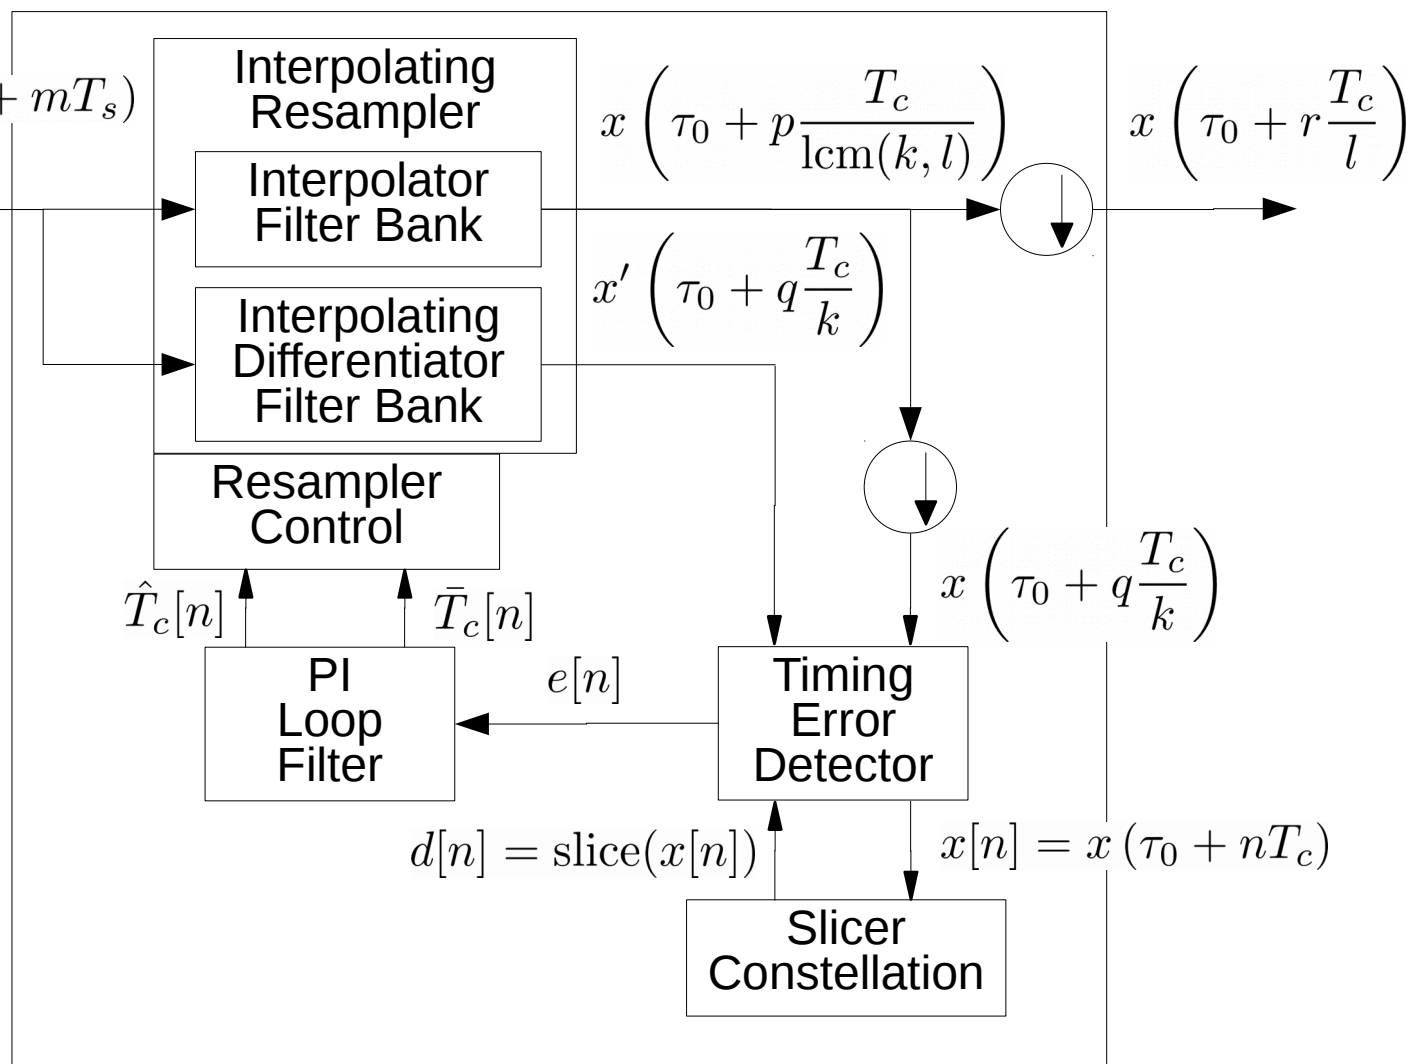 + mT_s)
Interpolating
Resampler
x(τ_0 + p T_c/lcm(k, l))
x(τ_0 + r T_c/l)
Interpolator
Filter Bank
x′(τ_0 + q T_c/k)
Interpolating
Differentiator
Filter Bank
Resampler
Control
x(τ_0 + q T_c/k)
T̂_c[n]
T̄_c[n]
PI
Loop
Filter
e[n]
Timing
Error
Detector
d[n] = slice(x[n])
x[n] = x(τ_0 + nT_c)
Slicer
Constellation